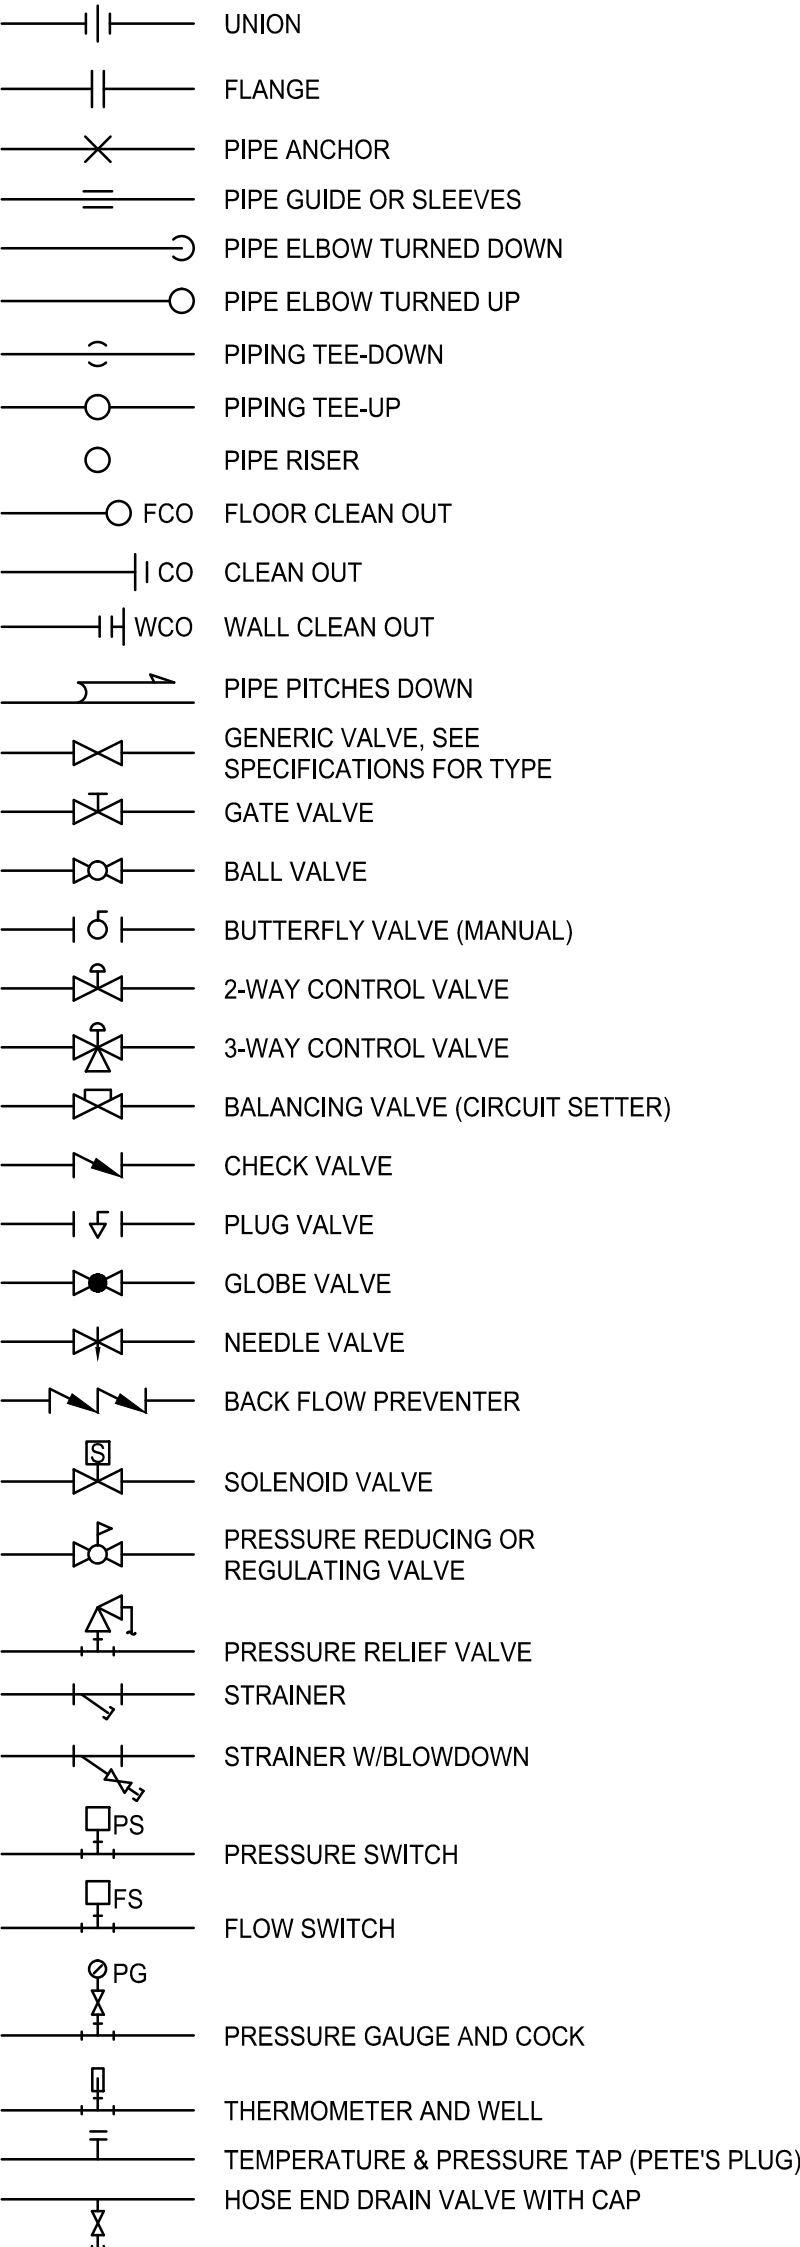 UNION
FLANGE
PIPE ANCHOR
PIPE GUIDE OR SLEEVES
PIPE ELBOW TURNED DOWN
PIPE ELBOW TURNED UP
PIPING TEE-DOWN
PIPING TEE-UP
PIPE RISER
FCO FLOOR CLEAN OUT
CO CLEAN OUT
WCO WALL CLEAN OUT
PIPE PITCHES DOWN
GENERIC VALVE, SEE
SPECIFICATIONS FOR TYPE
GATE VALVE
BALL VALVE
BUTTERFLY VALVE (MANUAL)
2-WAY CONTROL VALVE
3-WAY CONTROL VALVE
BALANCING VALVE (CIRCUIT SETTER)
CHECK VALVE
PLUG VALVE
GLOBE VALVE
NEEDLE VALVE
BACK FLOW PREVENTER
S
SOLENOID VALVE
PRESSURE REDUCING OR
REGULATING VALVE
PRESSURE RELIEF VALVE
STRAINER
STRAINER W/BLOWDOWN
PS
PRESSURE SWITCH
FS
FLOW SWITCH
PG
PRESSURE GAUGE AND COCK
THERMOMETER AND WELL
TEMPERATURE & PRESSURE TAP (PETE'S PLUG)
HOSE END DRAIN VALVE WITH CAP